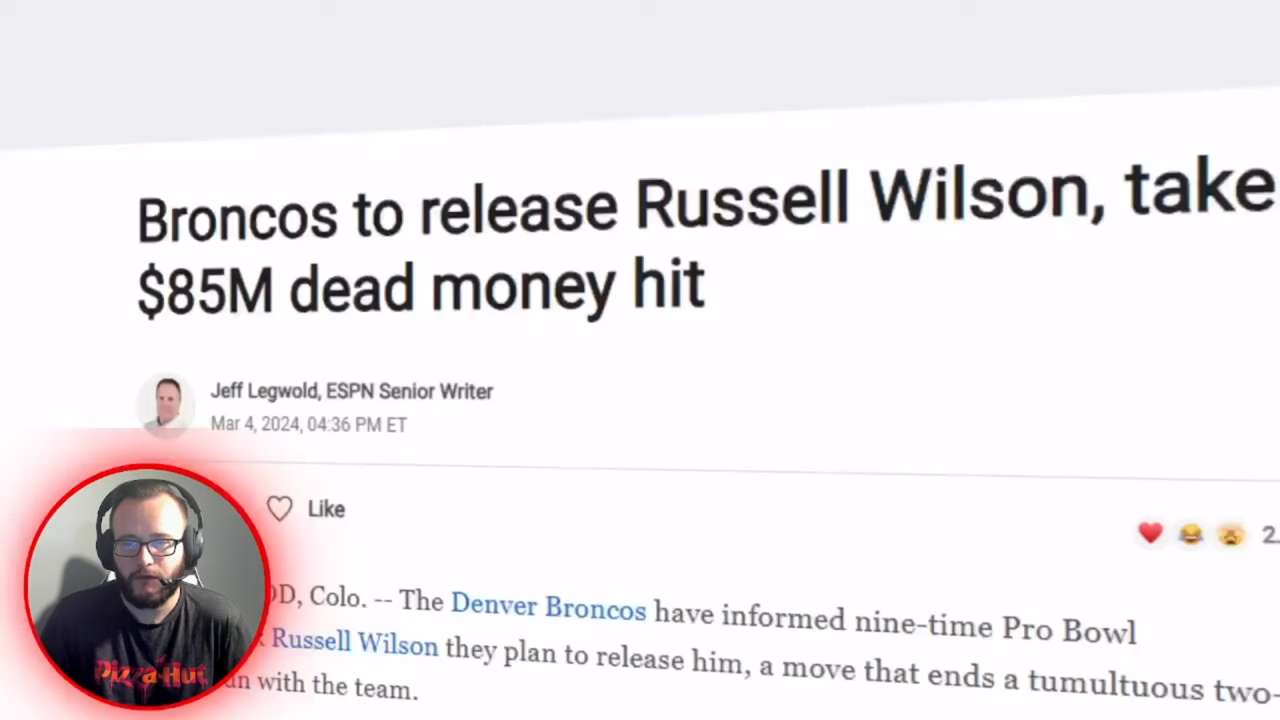 Broncos to release Russell Wilson, take
$85M dead money hit
Jeff Legwold, ESPN Senior Writer
Mar 4, 2024, 04:36 PM ET
Like
, Colo. -- The Denver Broncos have informed nine-time Pro Bowl
Russell Wilson they plan to release him, a move that ends a tumultuous two-
with the team.
Pizza Hut